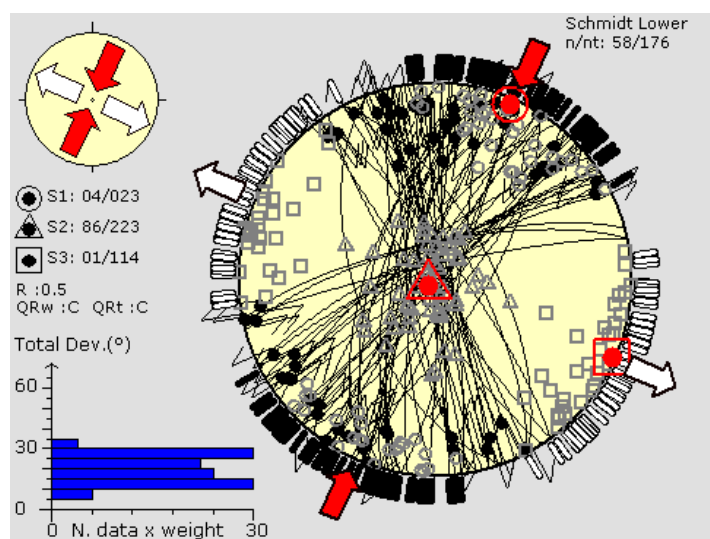 Schmidt Lower
n/nt: 58/176
S1: 04/023
S2: 86/223
S3: 01/114
R :0.5
QRw :C QRt :C
Total Dev.(º)
60
30
0
0 N. data x weight 30